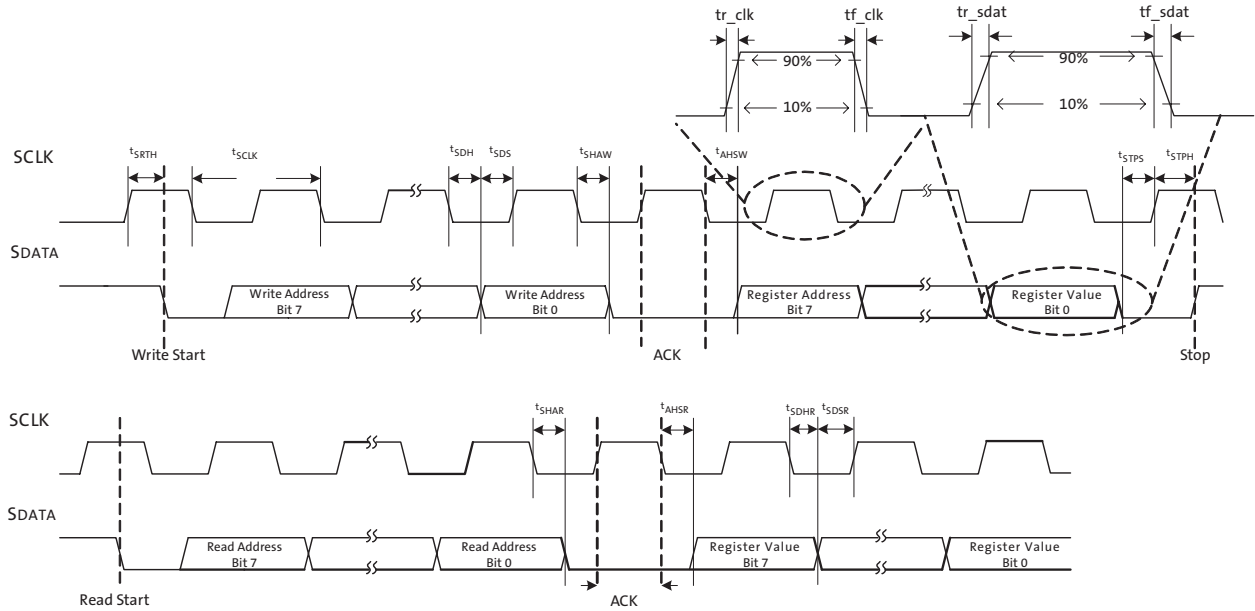 tr_clk tf_clk tr_sdat tf_sdat
90% 90%
10% 10%
SCLK
tSRTH tSCLK tSDH tSDS tSHAW tAHSW tSTPS tSTPH
SDATA
Write Address
Bit 7
Write Address
Bit 0
Register Address
Bit 7
Register Value
Bit 0
Write Start ACK Stop
SCLK
tSHAR tAHSR tSDHR tSDSR
SDATA
Read Address
Bit 7
Read Address
Bit 0
Register Value
Bit 7
Register Value
Bit 0
Read Start ACK